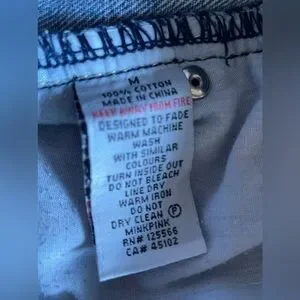 M
100% COTTON
MADE IN CHINA
KEEP AWAY FROM FIRE
DESIGNED TO FADE
WARM MACHINE
WASH
WITH SIMILAR
COLOURS
TURN INSIDE OUT
DO NOT BLEACH
LINE DRY
WARM IRON
DO NOT
DRY CLEAN Ⓟ
MINKPINK
RN# 125566
CA# 45102